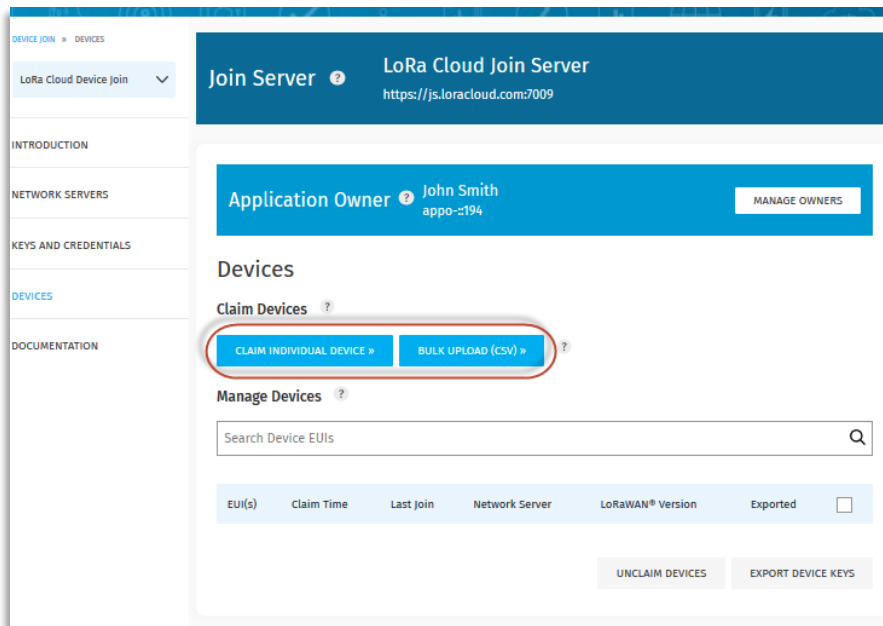 DEVICE JOIN » DEVICES
LoRa Cloud Device Join
INTRODUCTION
NETWORK SERVERS
KEYS AND CREDENTIALS
DEVICES
DOCUMENTATION
Join Server ?
LoRa Cloud Join Server
https://js.loracloud.com:7009
Application Owner ?
John Smith
appo-::194
MANAGE OWNERS
Devices
Claim Devices ?
CLAIM INDIVIDUAL DEVICE » BULK UPLOAD (CSV) » ?
Manage Devices ?
Search Device EUIs
EUI(s) Claim Time Last Join Network Server LoRaWAN® Version Exported
UNCLAIM DEVICES EXPORT DEVICE KEYS